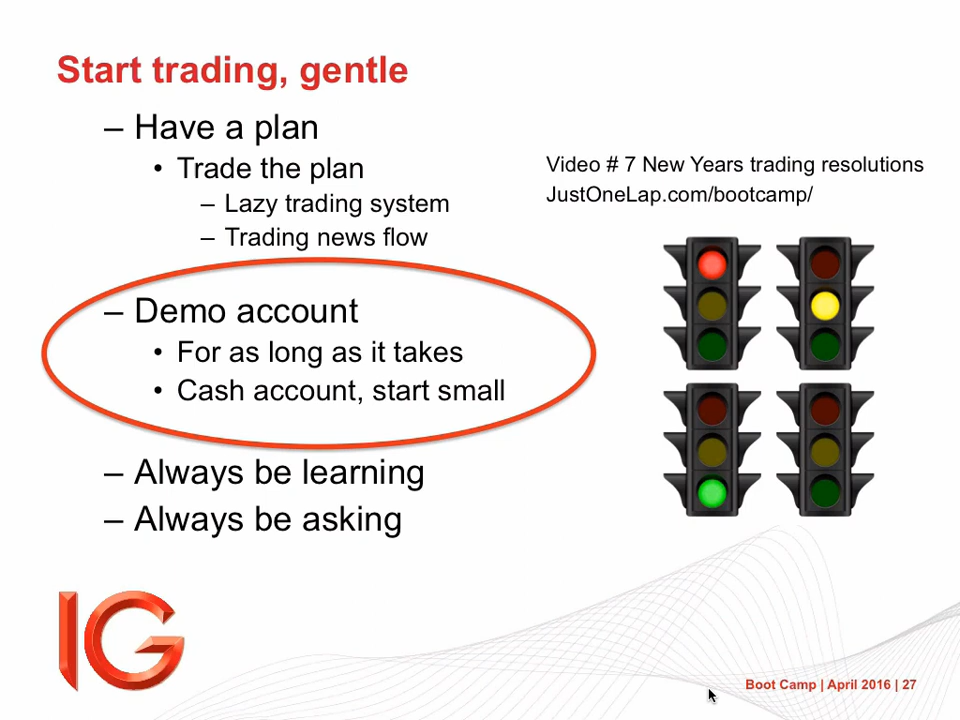 Start trading, gentle
– Have a plan
• Trade the plan
– Lazy trading system
– Trading news flow
Video # 7 New Years trading resolutions
JustOneLap.com/bootcamp/
– Demo account
• For as long as it takes
• Cash account, start small
– Always be learning
– Always be asking
IG
Boot Camp | April 2016 | 27